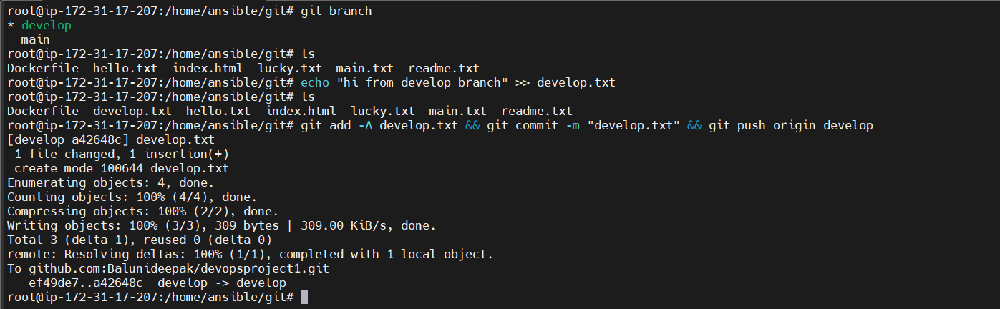 root@ip-172-31-17-207:/home/ansible/git# git branch
* develop
  main
root@ip-172-31-17-207:/home/ansible/git# ls
Dockerfile  hello.txt  index.html  lucky.txt  main.txt  readme.txt
root@ip-172-31-17-207:/home/ansible/git# echo "hi from develop branch" >> develop.txt
root@ip-172-31-17-207:/home/ansible/git# ls
Dockerfile  develop.txt  hello.txt  index.html  lucky.txt  main.txt  readme.txt
root@ip-172-31-17-207:/home/ansible/git# git add -A develop.txt && git commit -m "develop.txt" && git push origin develop
[develop a42648c] develop.txt
 1 file changed, 1 insertion(+)
 create mode 100644 develop.txt
Enumerating objects: 4, done.
Counting objects: 100% (4/4), done.
Compressing objects: 100% (2/2), done.
Writing objects: 100% (3/3), 309 bytes | 309.00 KiB/s, done.
Total 3 (delta 1), reused 0 (delta 0)
remote: Resolving deltas: 100% (1/1), completed with 1 local object.
To github.com:Balunideepak/devopsproject1.git
   ef49de7..a42648c  develop -> develop
root@ip-172-31-17-207:/home/ansible/git#